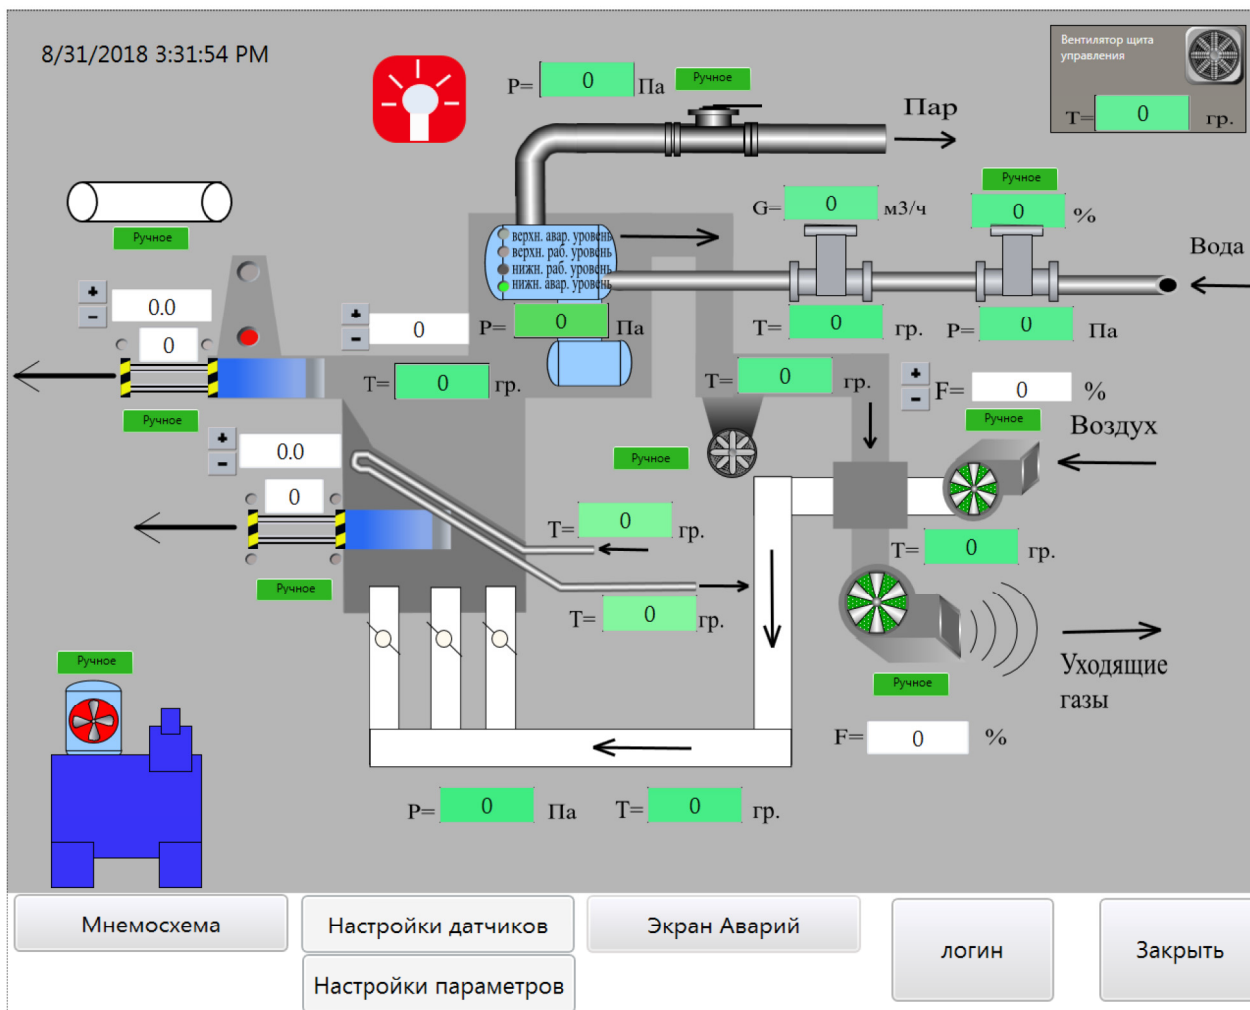 8/31/2018 3:31:54 PM
P= 0 Па
Ручное
Вентилятор щита
управления
T= 0 гр.
Пар
Ручное
Ручное
G= 0 м3/ч
0 %
Вода
верхн. авар. уровень
верхн. раб. уровень
нижн. раб. уровень
нижн. авар. уровень
+
-
0.0
0
+
-
0
P= 0 Па
T= 0 гр.
P= 0 Па
T= 0 гр.
T= 0 гр.
+
-
F= 0 %
Ручное
Ручное
Воздух
+
-
0.0
0
Ручное
T= 0 гр.
T= 0 гр.
Ручное
T= 0 гр.
Ручное
Ручное
Уходящие
газы
F= 0 %
P= 0 Па
T= 0 гр.
Мнемосхема
Настройки датчиков
Экран Аварий
логин
Закрыть
Настройки параметров